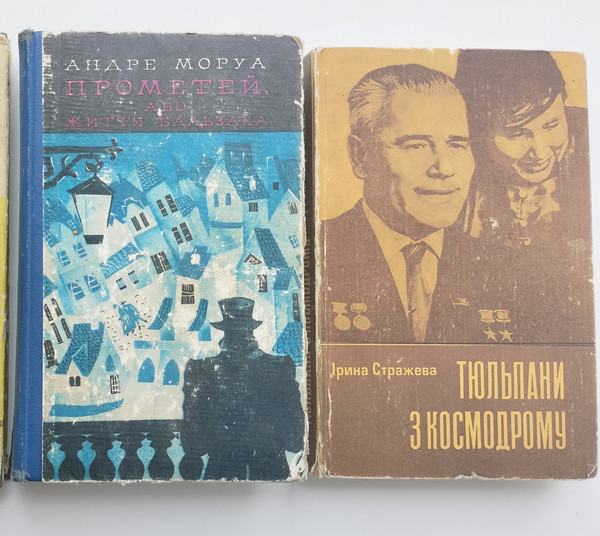 АНДРЕ МОРУА
ПРОМЕТЕЙ,
АБО
ЖИТТЯ БАЛЬЗАКА
Ірина Стражева
ТЮЛЬПАНИ
З КОСМОДРОМУ